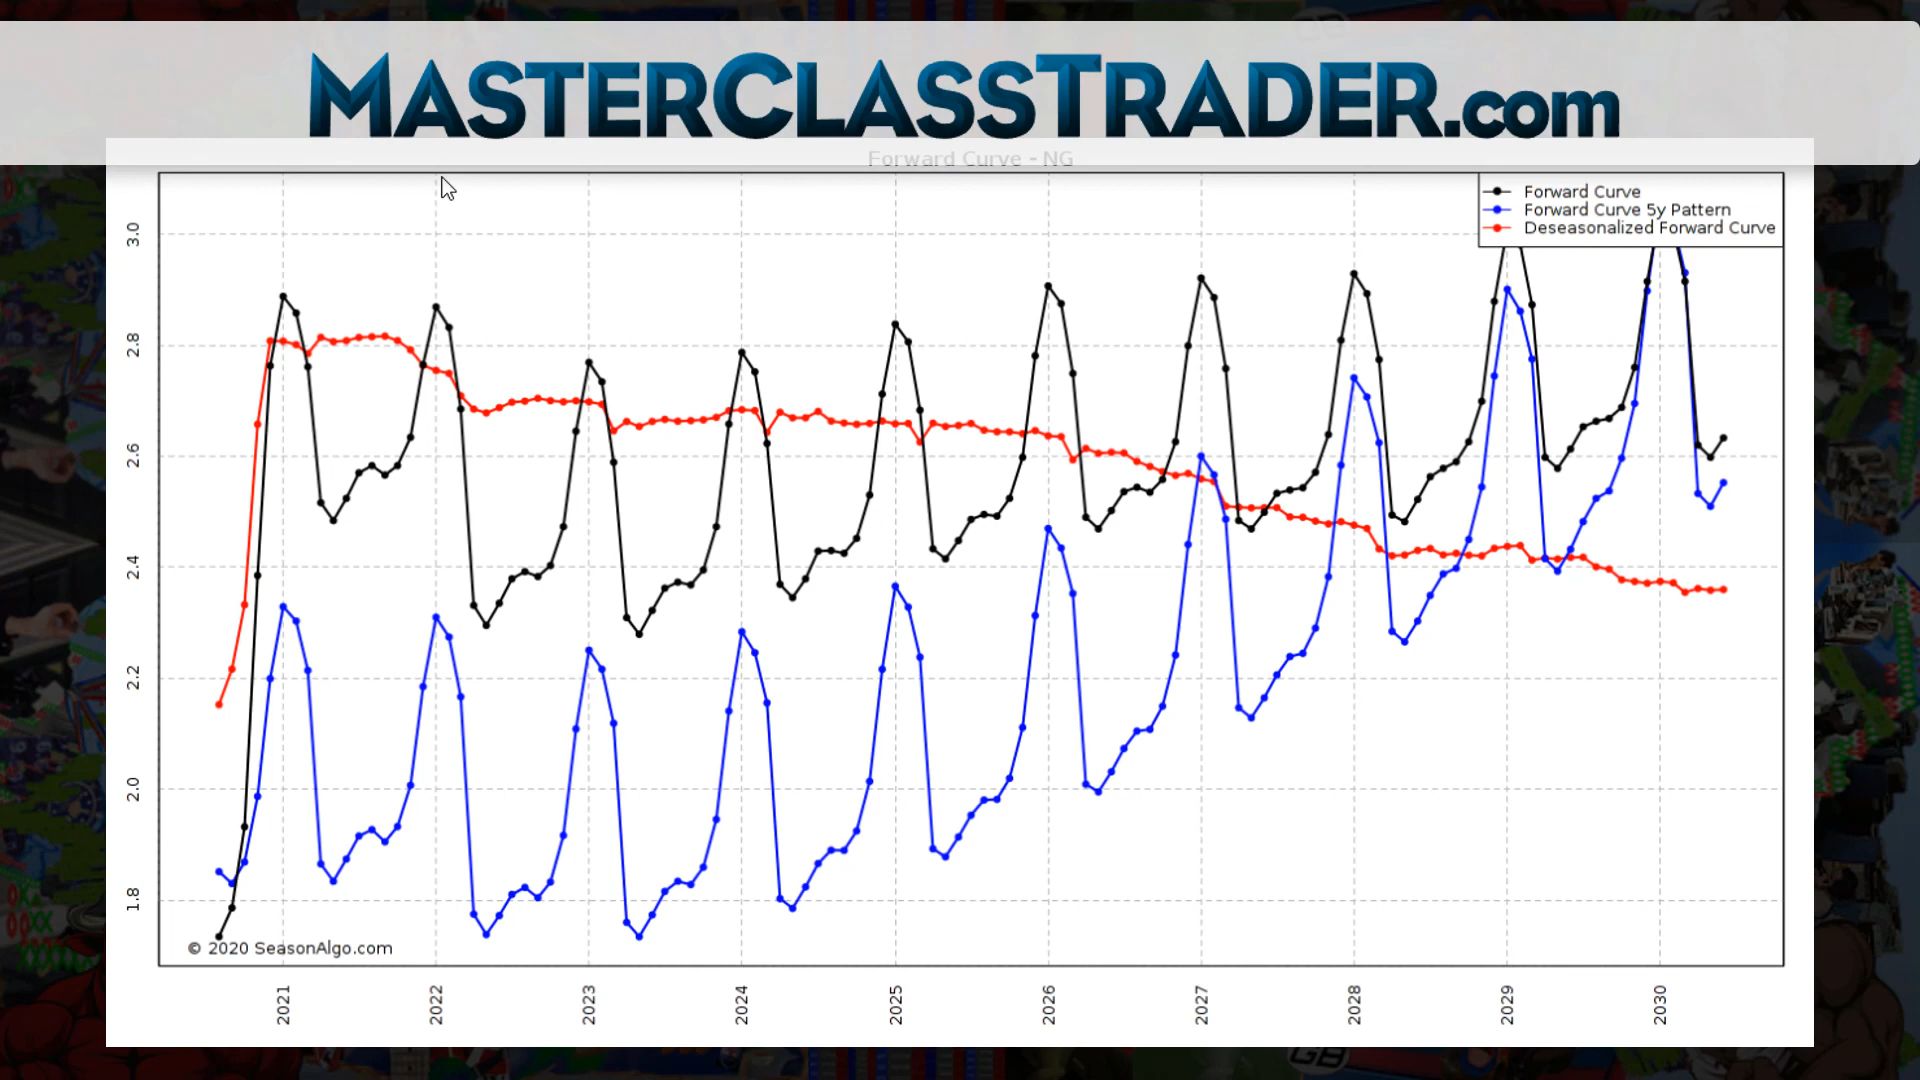 MASTERCLASSTRADER.com
Forward Curve - NG
Forward Curve
Forward Curve 5y Pattern
Deseasonalized Forward Curve
3.0
2.8
2.6
2.4
2.2
2.0
1.8
© 2020 SeasonAlgo.com
2021 2022 2023 2024 2025 2026 2027 2028 2029 2030
GB